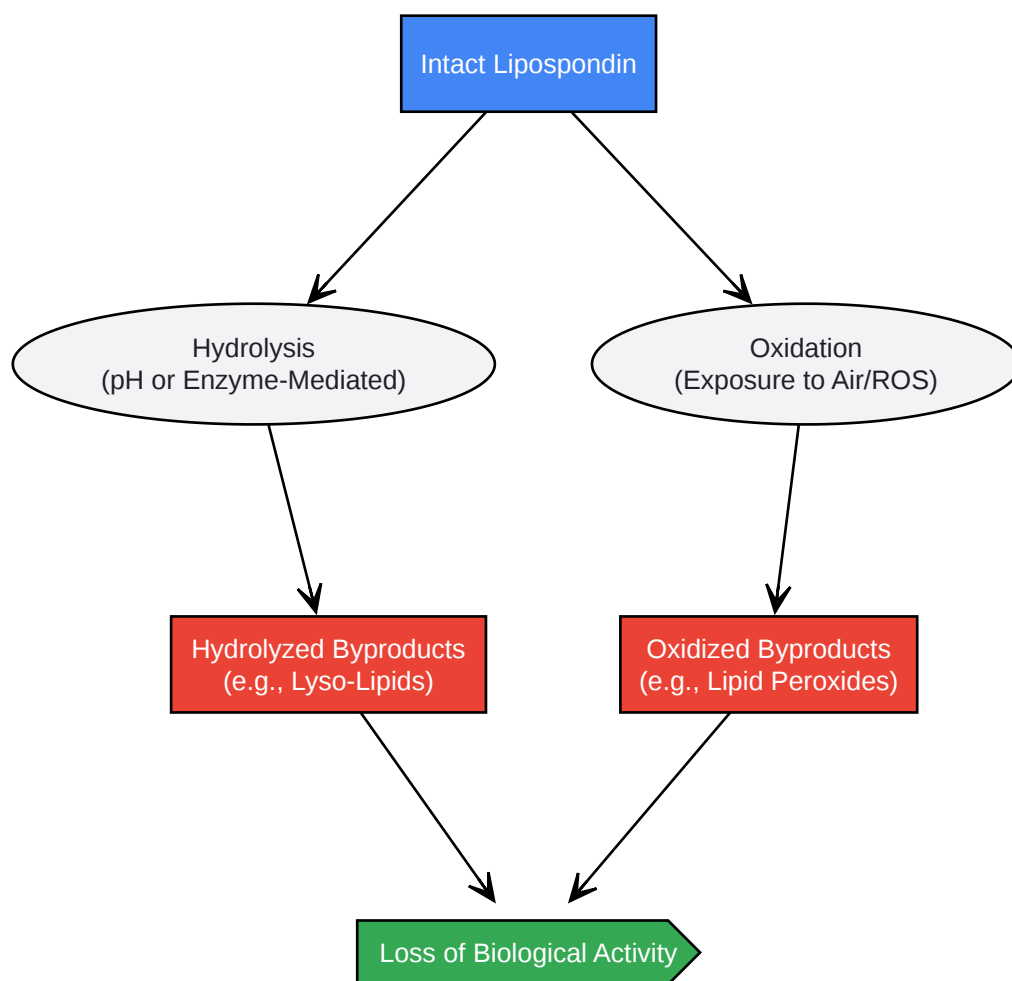 Intact Lipospondin
Hydrolysis
(pH or Enzyme-Mediated)
Oxidation
(Exposure to Air/ROS)
Hydrolyzed Byproducts
(e.g., Lyso-Lipids)
Oxidized Byproducts
(e.g., Lipid Peroxides)
Loss of Biological Activity